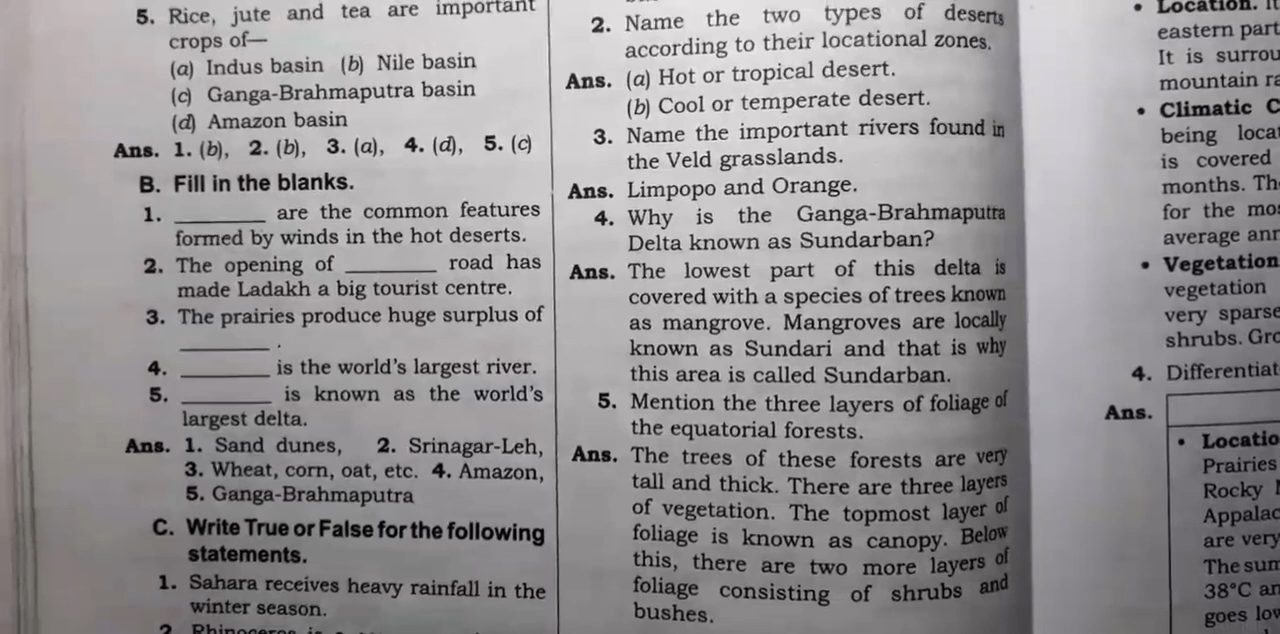 5. Rice, jute and tea are important
crops of—
(a) Indus basin (b) Nile basin
(c) Ganga-Brahmaputra basin
(d) Amazon basin
Ans. 1. (b), 2. (b), 3. (a), 4. (d), 5. (c)
B. Fill in the blanks.
1. ________ are the common features
formed by winds in the hot deserts.
2. The opening of ________ road has
made Ladakh a big tourist centre.
3. The prairies produce huge surplus of
________ .
4. ________ is the world's largest river.
5. ________ is known as the world's
largest delta.
Ans. 1. Sand dunes, 2. Srinagar-Leh,
3. Wheat, corn, oat, etc. 4. Amazon,
5. Ganga-Brahmaputra
C. Write True or False for the following
statements.
1. Sahara receives heavy rainfall in the
winter season.
2. Name the two types of deserts
according to their locational zones.
Ans. (a) Hot or tropical desert.
(b) Cool or temperate desert.
3. Name the important rivers found in
the Veld grasslands.
Ans. Limpopo and Orange.
4. Why is the Ganga-Brahmaputra
Delta known as Sundarban?
Ans. The lowest part of this delta is
covered with a species of trees known
as mangrove. Mangroves are locally
known as Sundari and that is why
this area is called Sundarban.
5. Mention the three layers of foliage of
the equatorial forests.
Ans. The trees of these forests are very
tall and thick. There are three layers
of vegetation. The topmost layer of
foliage is known as canopy. Below
this, there are two more layers of
foliage consisting of shrubs and
bushes.
• Location. It
eastern part
It is surrou
mountain ra
• Climatic C
being locat
is covered
months. Th
for the mos
average ann
• Vegetation
vegetation
very sparse
shrubs. Gro
4. Differentiat
Ans.
• Locatio
Prairies
Rocky
Appalac
are very
The sum
38°C an
goes low